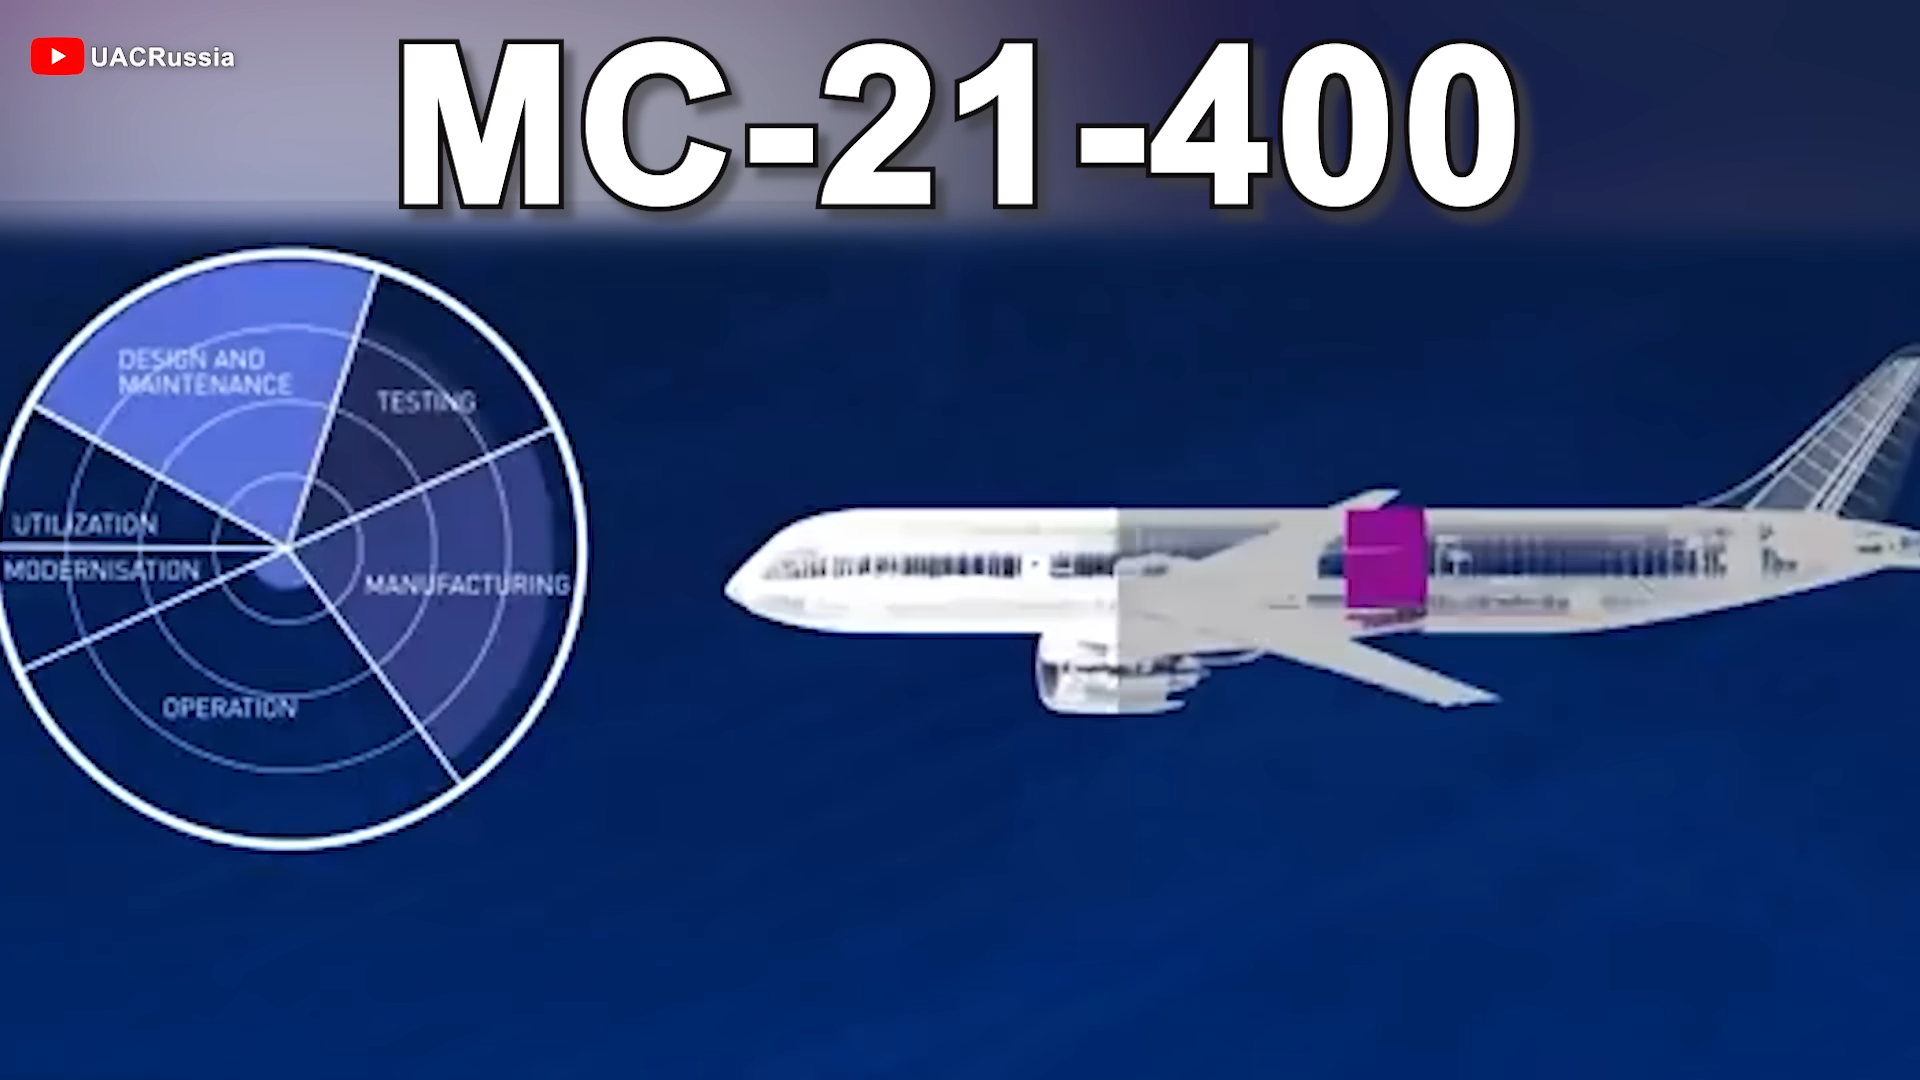 UACRussia
MC-21-400
DESIGN AND
MAINTENANCE
TESTING
UTILIZATION
MODERNISATION
MANUFACTURING
OPERATION